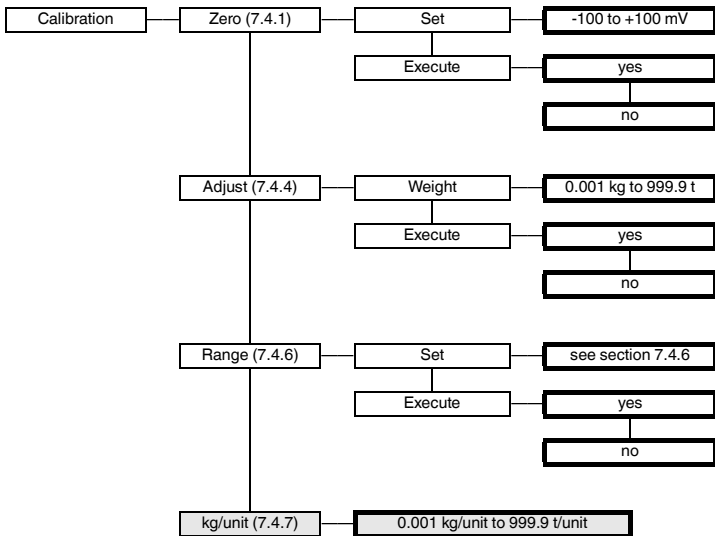 Calibration
Zero (7.4.1)
Set
-100 to +100 mV
Execute
yes
no
Adjust (7.4.4)
Weight
0.001 kg to 999.9 t
Execute
yes
no
Range (7.4.6)
Set
see section 7.4.6
Execute
yes
no
kg/unit (7.4.7)
0.001 kg/unit to 999.9 t/unit